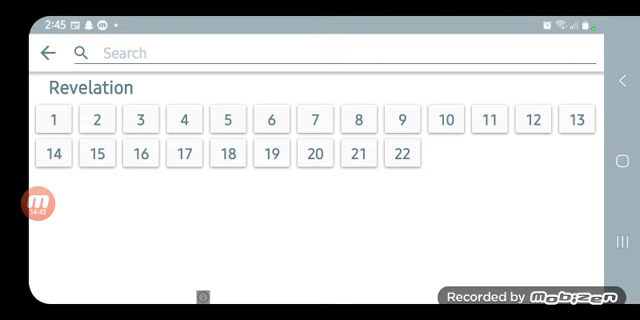 2:45
Search
Revelation
1 2 3 4 5 6 7 8 9 10 11 12 13
14 15 16 17 18 19 20 21 22
14:43
Recorded by MOBIZEN